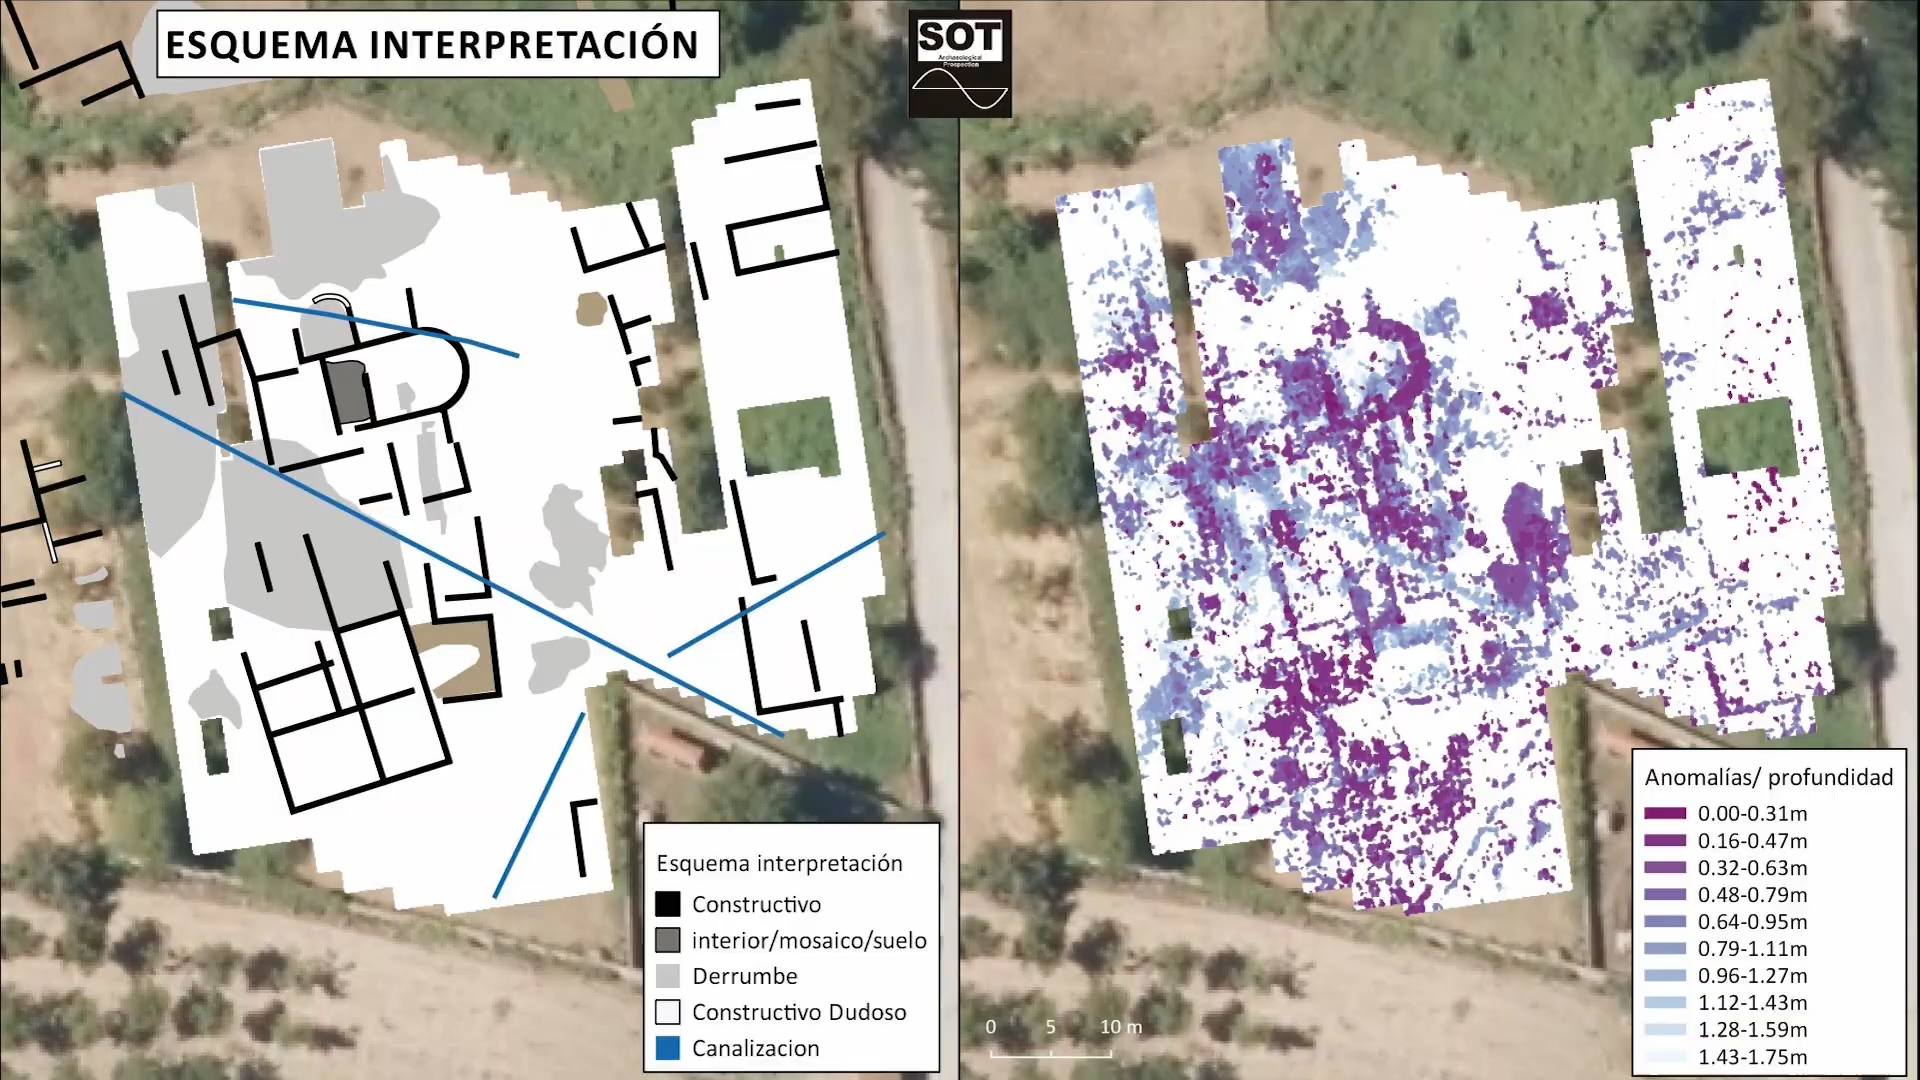 ESQUEMA INTERPRETACIÓN
SOT
Archaeological
Prospection
Esquema interpretación
Constructivo
interior/mosaico/suelo
Derrumbe
Constructivo Dudoso
Canalizacion
0 5 10 m
Anomalías/ profundidad
0.00-0.31m
0.16-0.47m
0.32-0.63m
0.48-0.79m
0.64-0.95m
0.79-1.11m
0.96-1.27m
1.12-1.43m
1.28-1.59m
1.43-1.75m